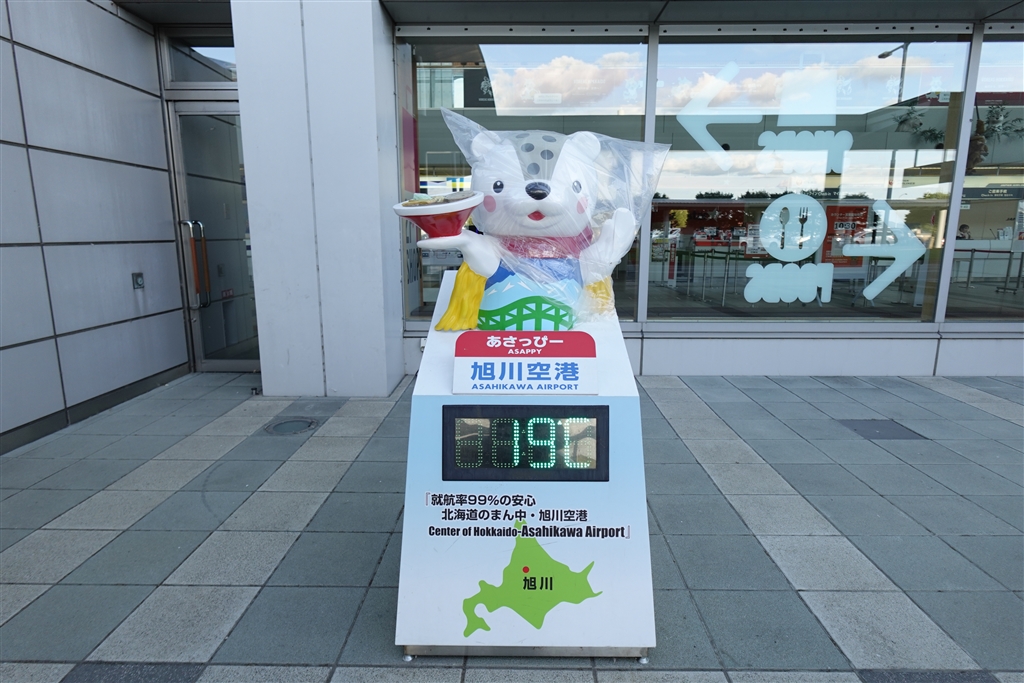 あさっぴー
ASAPPY
旭川空港
ASAHIKAWA AIRPORT
19C
『就航率99%の安心
北海道のまん中・旭川空港
Center of Hokkaido-Asahikawa Airport』
旭川